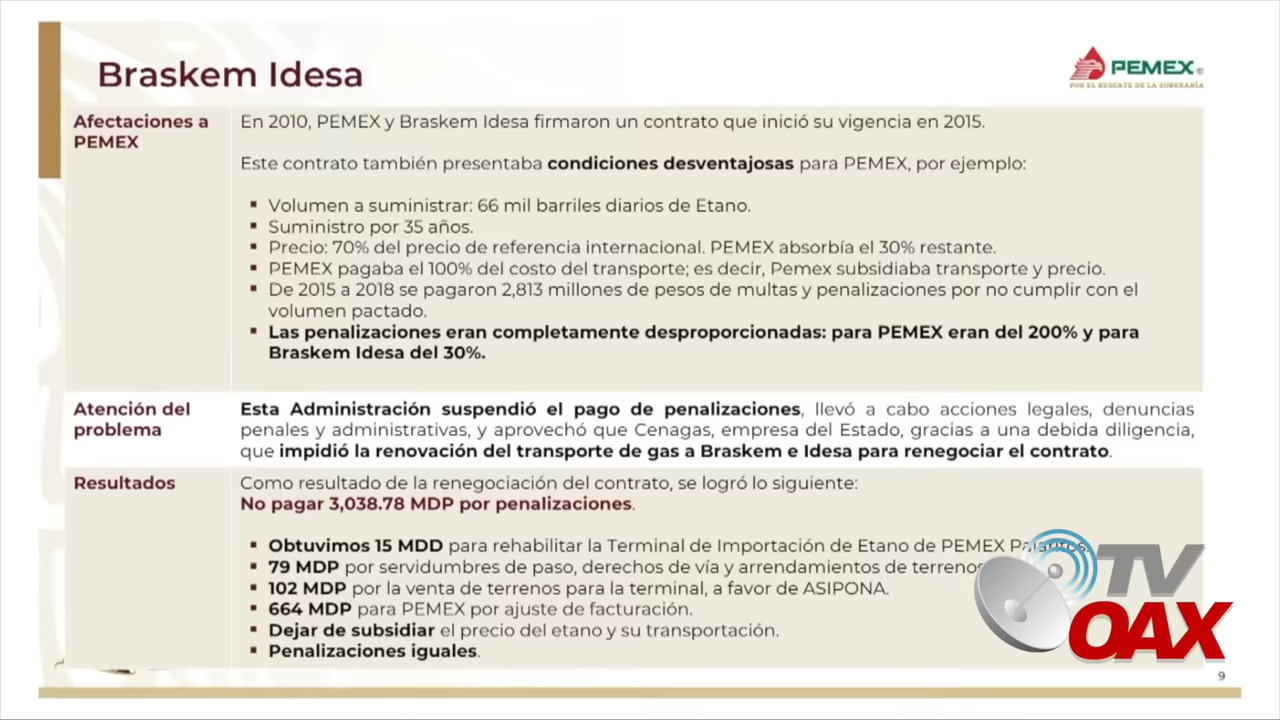 Braskem Idesa
PEMEX®
POR EL RESCATE DE LA SOBERANÍA
Afectaciones a
PEMEX
En 2010, PEMEX y Braskem Idesa firmaron un contrato que inició su vigencia en 2015.
Este contrato también presentaba condiciones desventajosas para PEMEX, por ejemplo:
▪ Volumen a suministrar: 66 mil barriles diarios de Etano.
▪ Suministro por 35 años.
▪ Precio: 70% del precio de referencia internacional. PEMEX absorbía el 30% restante.
▪ PEMEX pagaba el 100% del costo del transporte; es decir, Pemex subsidiaba transporte y precio.
▪ De 2015 a 2018 se pagaron 2,813 millones de pesos de multas y penalizaciones por no cumplir con el
volumen pactado.
▪ Las penalizaciones eran completamente desproporcionadas: para PEMEX eran del 200% y para
Braskem Idesa del 30%.
Atención del
problema
Esta Administración suspendió el pago de penalizaciones, llevó a cabo acciones legales, denuncias
penales y administrativas, y aprovechó que Cenagas, empresa del Estado, gracias a una debida diligencia,
que impidió la renovación del transporte de gas a Braskem e Idesa para renegociar el contrato.
Resultados
Como resultado de la renegociación del contrato, se logró lo siguiente:
No pagar 3,038.78 MDP por penalizaciones.
▪ Obtuvimos 15 MDD para rehabilitar la Terminal de Importación de Etano de PEMEX
▪ 79 MDP por servidumbres de paso, derechos de vía y arrendamientos de terrenos
▪ 102 MDP por la venta de terrenos para la terminal, a favor de ASIPONA.
▪ 664 MDP para PEMEX por ajuste de facturación.
▪ Dejar de subsidiar el precio del etano y su transportación.
▪ Penalizaciones iguales.
TV
OAX
9